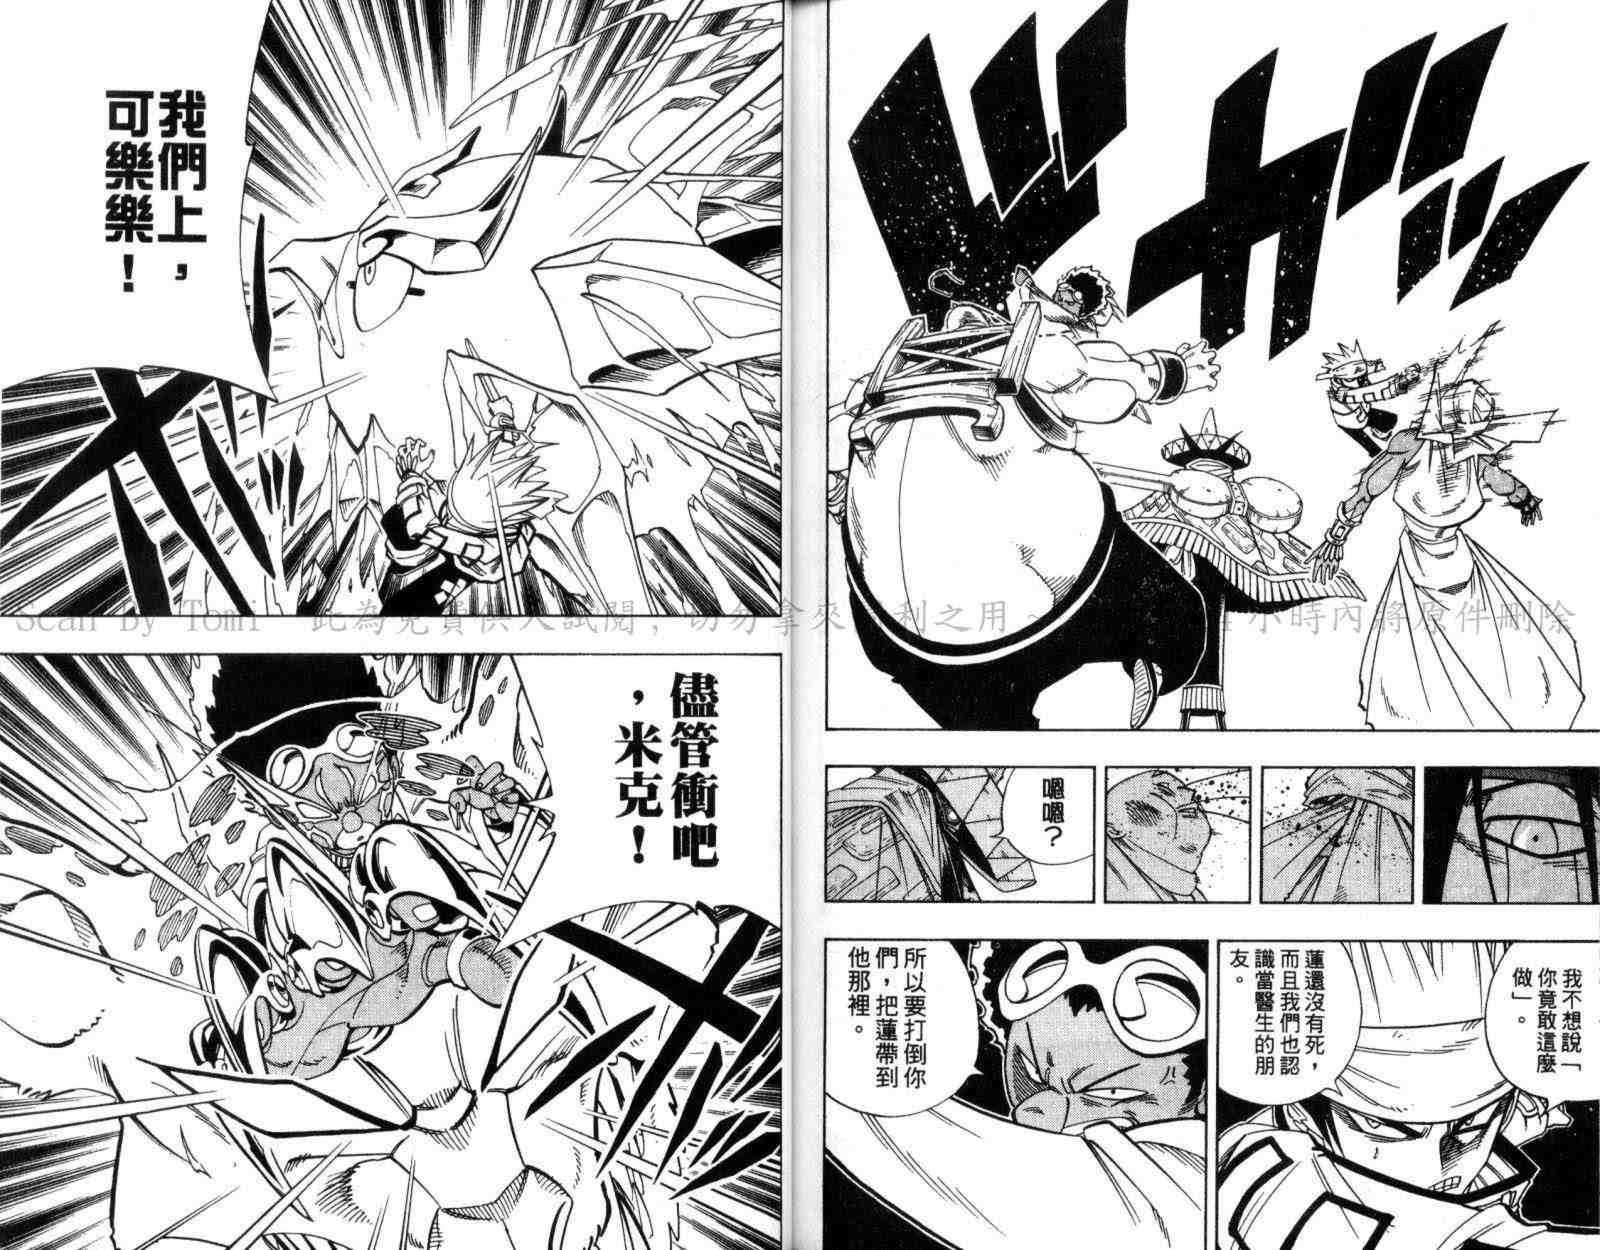 ドガッ
嗯嗯?
我不想說「
你竟敢這麼
做」。
蓮還沒有死,
而且我們也認
識當醫生的朋
友。
所以要打倒你
們,把蓮帶到
他那裡。
我們上,
可樂樂!
儘管衝吧
,米克!
Scan By Tomi 此為免費供人試閱,切勿拿來 利之用~ 小時內將原件刪除